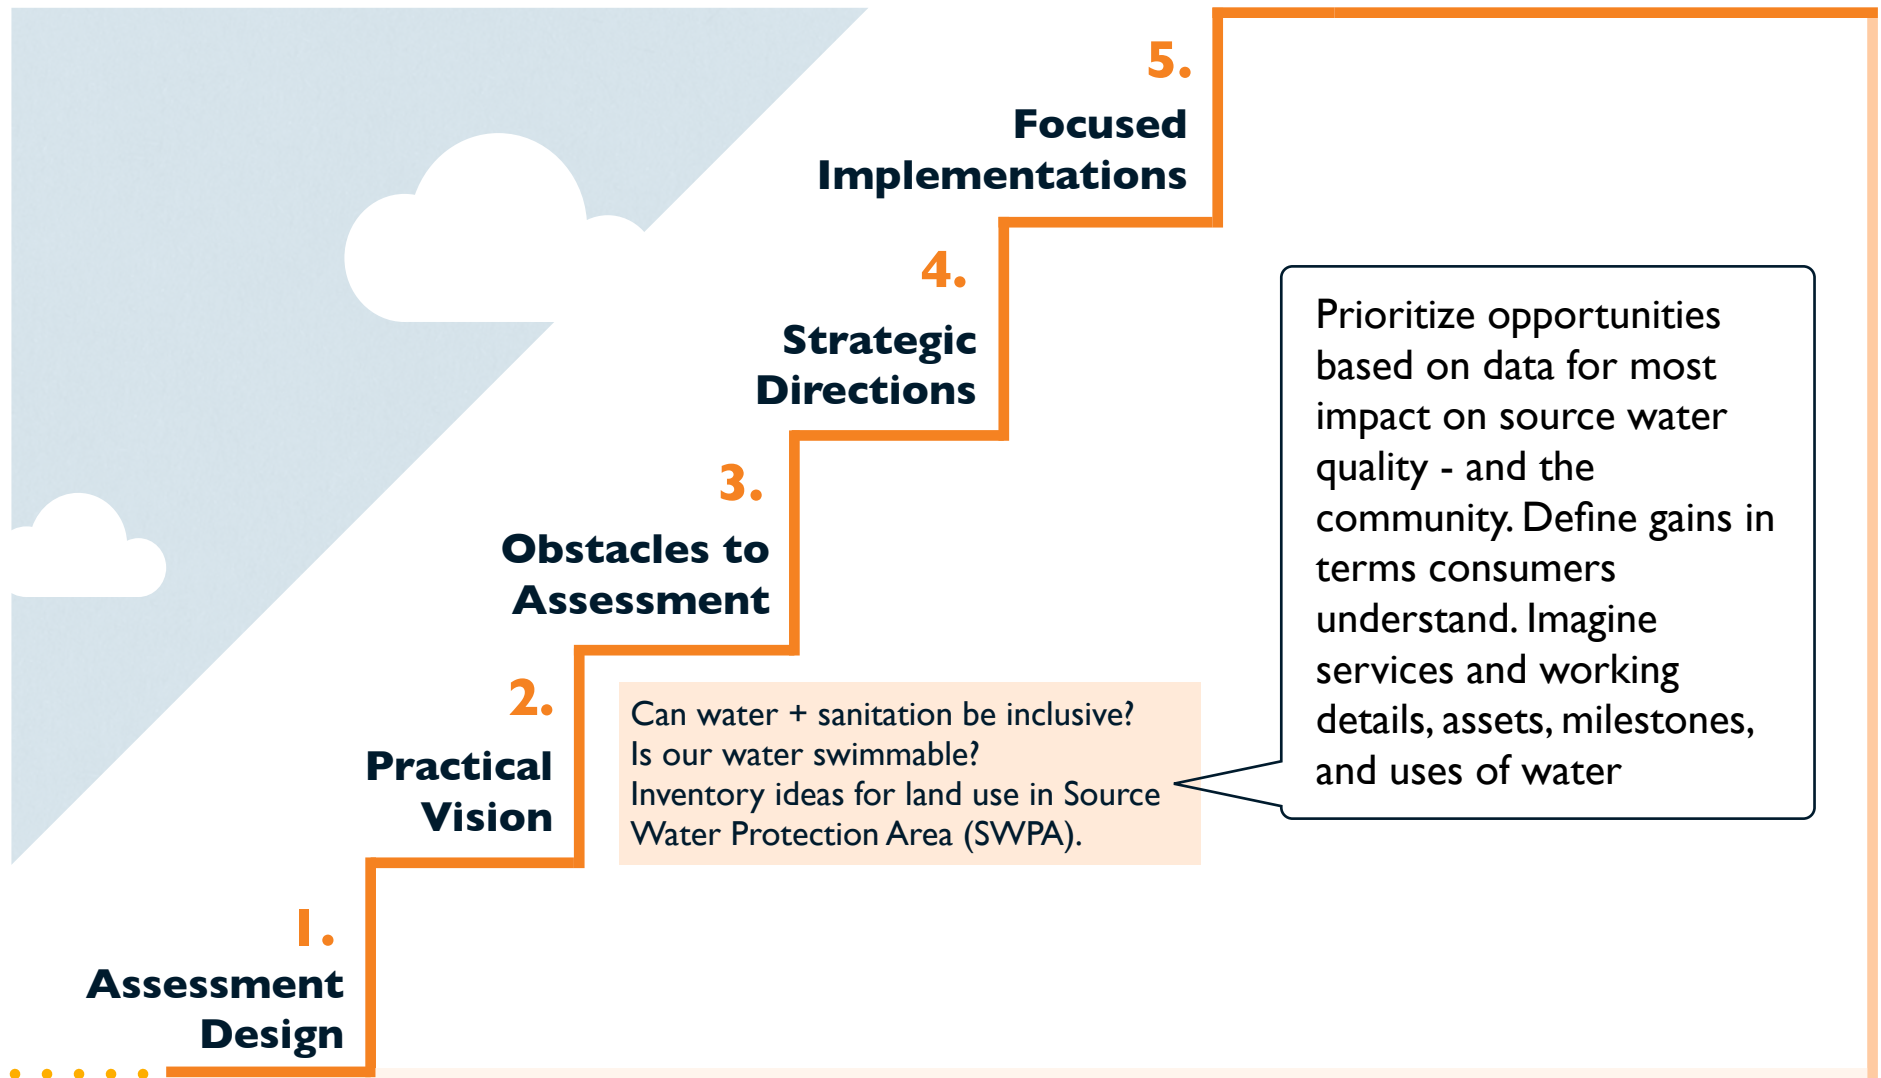 5.
Focused
Implementations
4.
Strategic
Directions
3.
Obstacles to
Assessment
2.
Practical
Vision
1.
Assessment
Design
Can water + sanitation be inclusive?
Is our water swimmable?
Inventory ideas for land use in Source
Water Protection Area (SWPA).
Prioritize opportunities
based on data for most
impact on source water
quality - and the
community. Define gains in
terms consumers
understand. Imagine
services and working
details, assets, milestones,
and uses of water